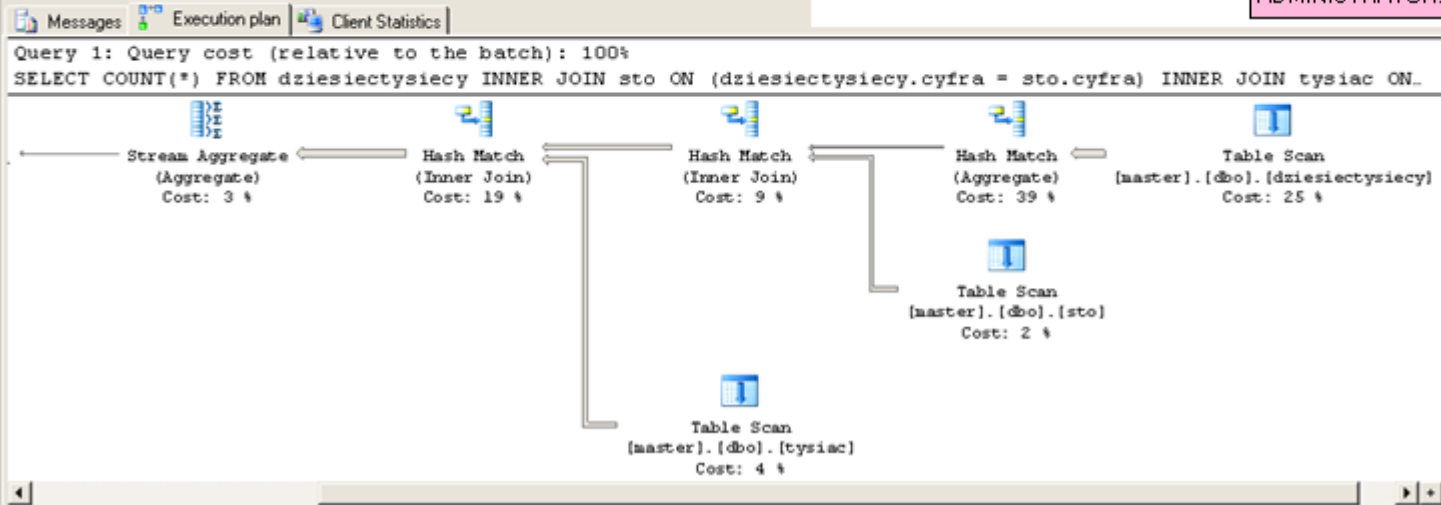 Messages Execution plan Client Statistics
Query 1: Query cost (relative to the batch): 100%
SELECT COUNT(*) FROM dziesiectysiecy INNER JOIN sto ON (dziesiectysiecy.cyfra = sto.cyfra) INNER JOIN tysiac ON…
Stream Aggregate
(Aggregate)
Cost: 3 %
Hash Match
(Inner Join)
Cost: 19 %
Hash Match
(Inner Join)
Cost: 9 %
Hash Match
(Aggregate)
Cost: 39 %
Table Scan
[master].[dbo].[dziesiectysiecy]
Cost: 25 %
Table Scan
[master].[dbo].[sto]
Cost: 2 %
Table Scan
[master].[dbo].[tysiac]
Cost: 4 %